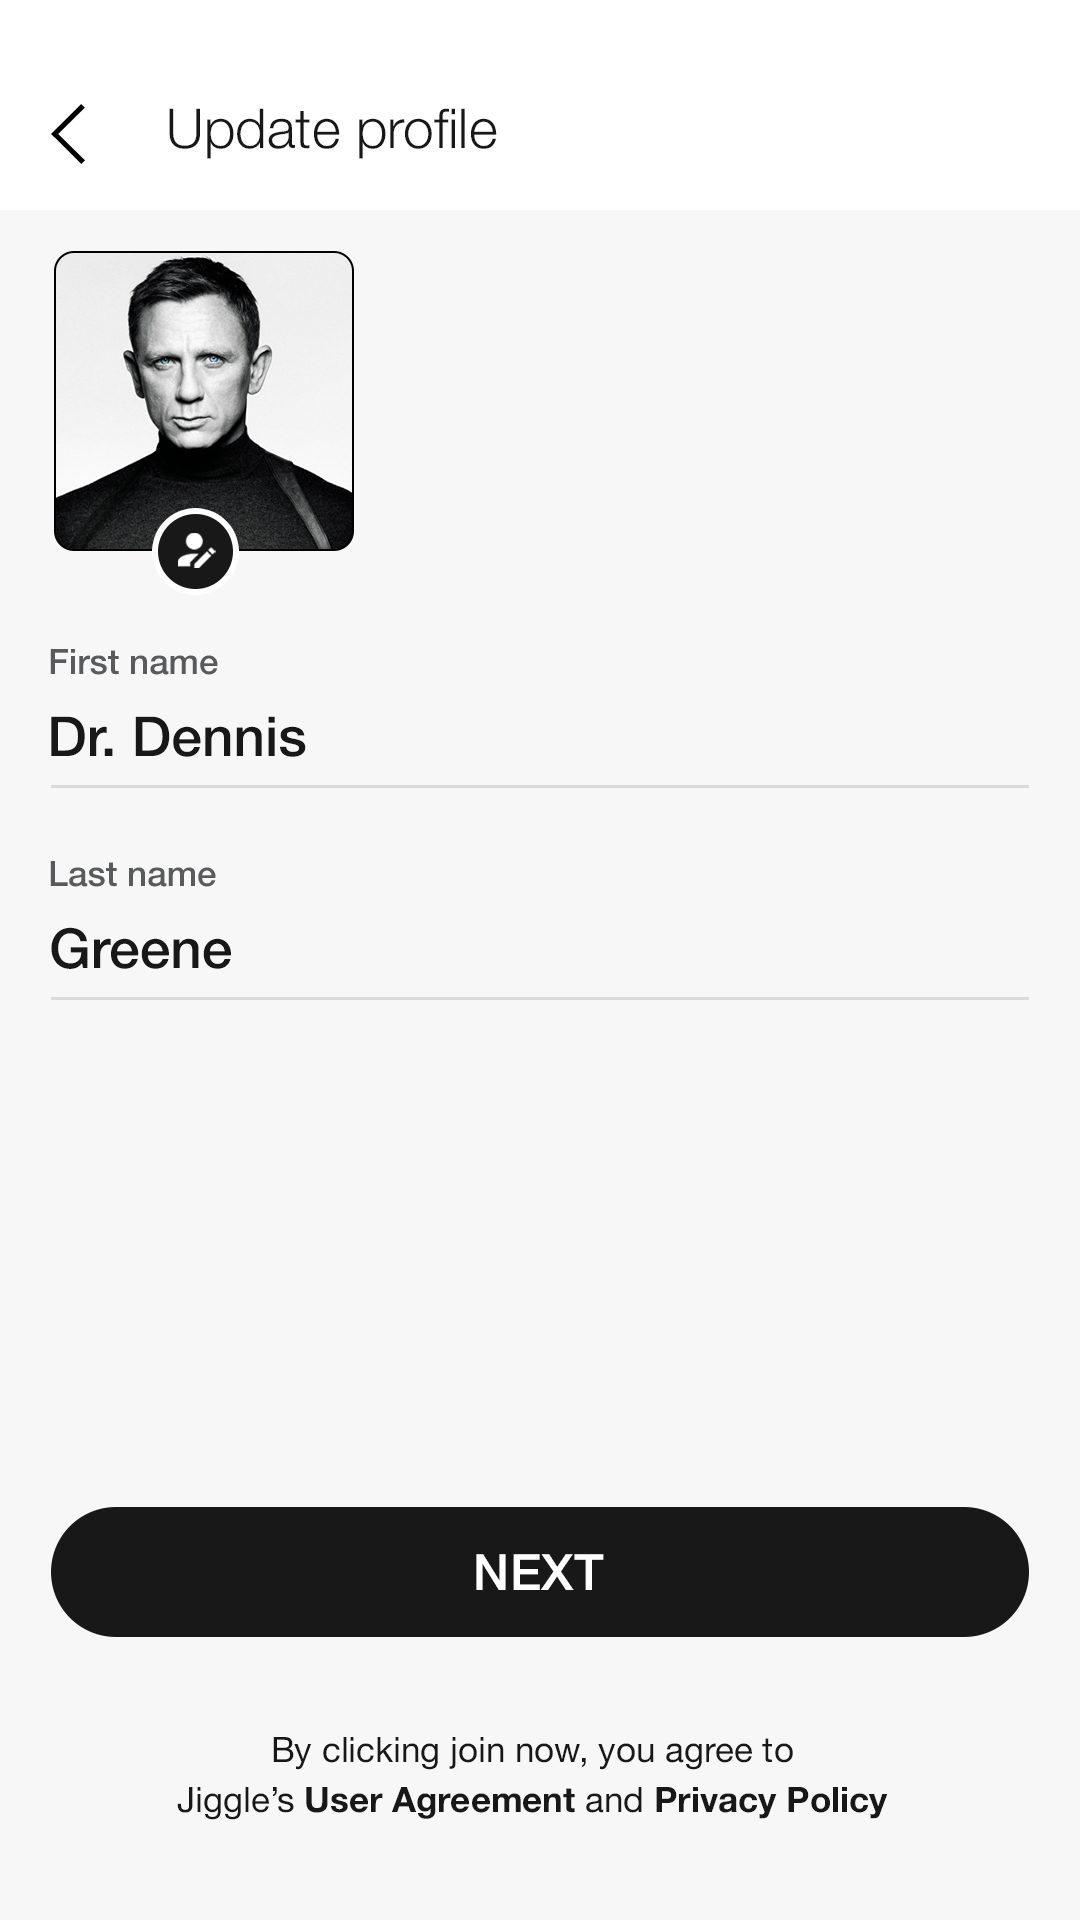 Update profile
First name
Dr. Dennis
Last name
Greene
NEXT
By clicking join now, you agree to
Jiggle’s User Agreement and Privacy Policy